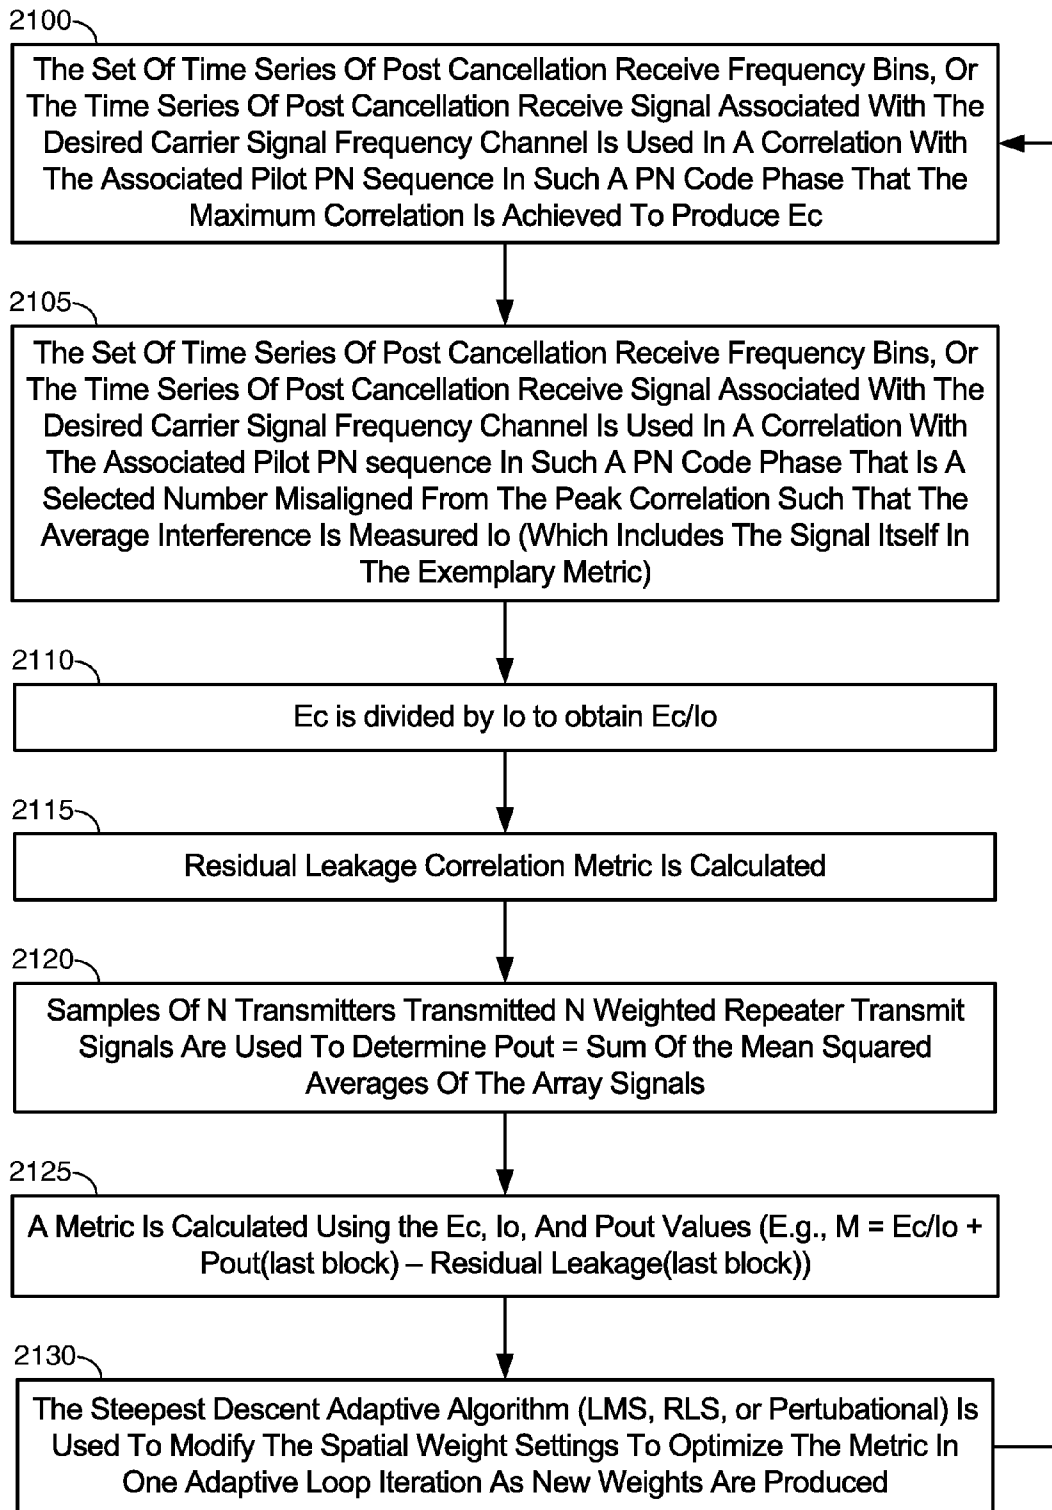 2100
The Set Of Time Series Of Post Cancellation Receive Frequency Bins, Or
The Time Series Of Post Cancellation Receive Signal Associated With The
Desired Carrier Signal Frequency Channel Is Used In A Correlation With
The Associated Pilot PN Sequence In Such A PN Code Phase That The
Maximum Correlation Is Achieved To Produce Ec
2105
The Set Of Time Series Of Post Cancellation Receive Frequency Bins, Or
The Time Series Of Post Cancellation Receive Signal Associated With The
Desired Carrier Signal Frequency Channel Is Used In A Correlation With
The Associated Pilot PN sequence In Such A PN Code Phase That Is A
Selected Number Misaligned From The Peak Correlation Such That The
Average Interference Is Measured Io (Which Includes The Signal Itself In
The Exemplary Metric)
2110
Ec is divided by Io to obtain Ec/Io
2115
Residual Leakage Correlation Metric Is Calculated
2120
Samples Of N Transmitters Transmitted N Weighted Repeater Transmit
Signals Are Used To Determine Pout = Sum Of the Mean Squared
Averages Of The Array Signals
2125
A Metric Is Calculated Using the Ec, Io, And Pout Values (E.g., M = Ec/Io +
Pout(last block) – Residual Leakage(last block))
2130
The Steepest Descent Adaptive Algorithm (LMS, RLS, or Pertubational) Is
Used To Modify The Spatial Weight Settings To Optimize The Metric In
One Adaptive Loop Iteration As New Weights Are Produced